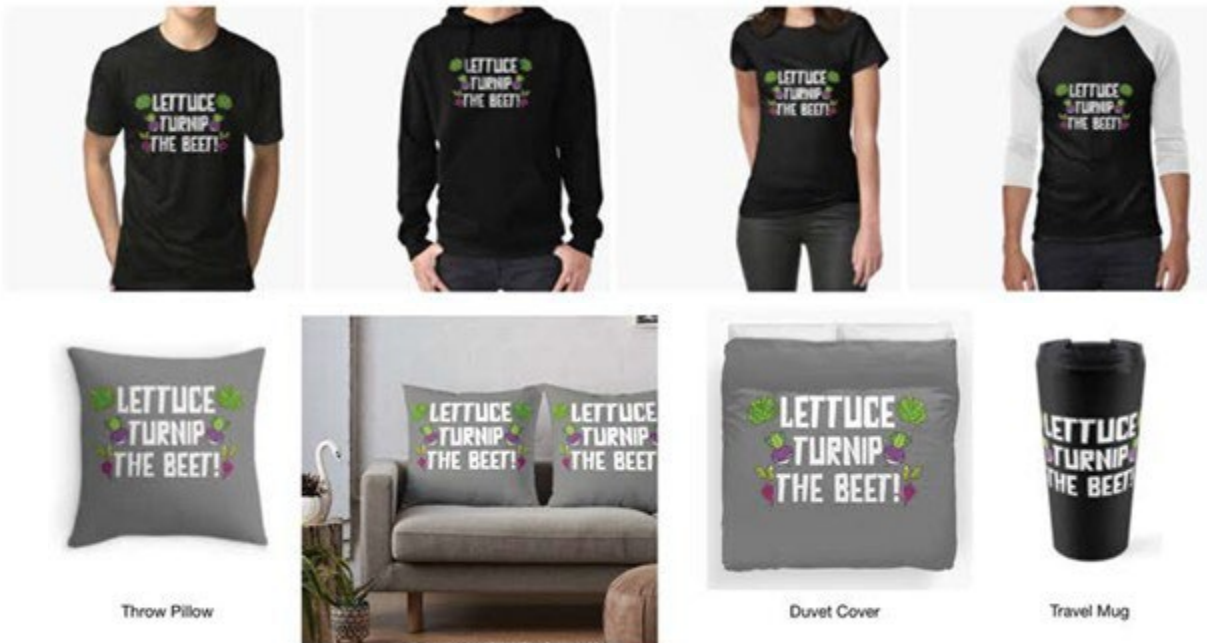 LETTUCE
TURNIP
THE BEET!
LETTUCE
TURNIP
THE BEET!
LETTUCE
TURNIP
THE BEET!
LETTUCE
TURNIP
THE BEET!
LETTUCE
TURNIP
THE BEET!
LETTUCE
TURNIP
THE BEET!
LETTUCE
TURNIP
THE BEET
LETTUCE
TURNIP
THE BEET!
LETTUCE
TURNIP
THE BEET!
Throw Pillow
Duvet Cover
Travel Mug